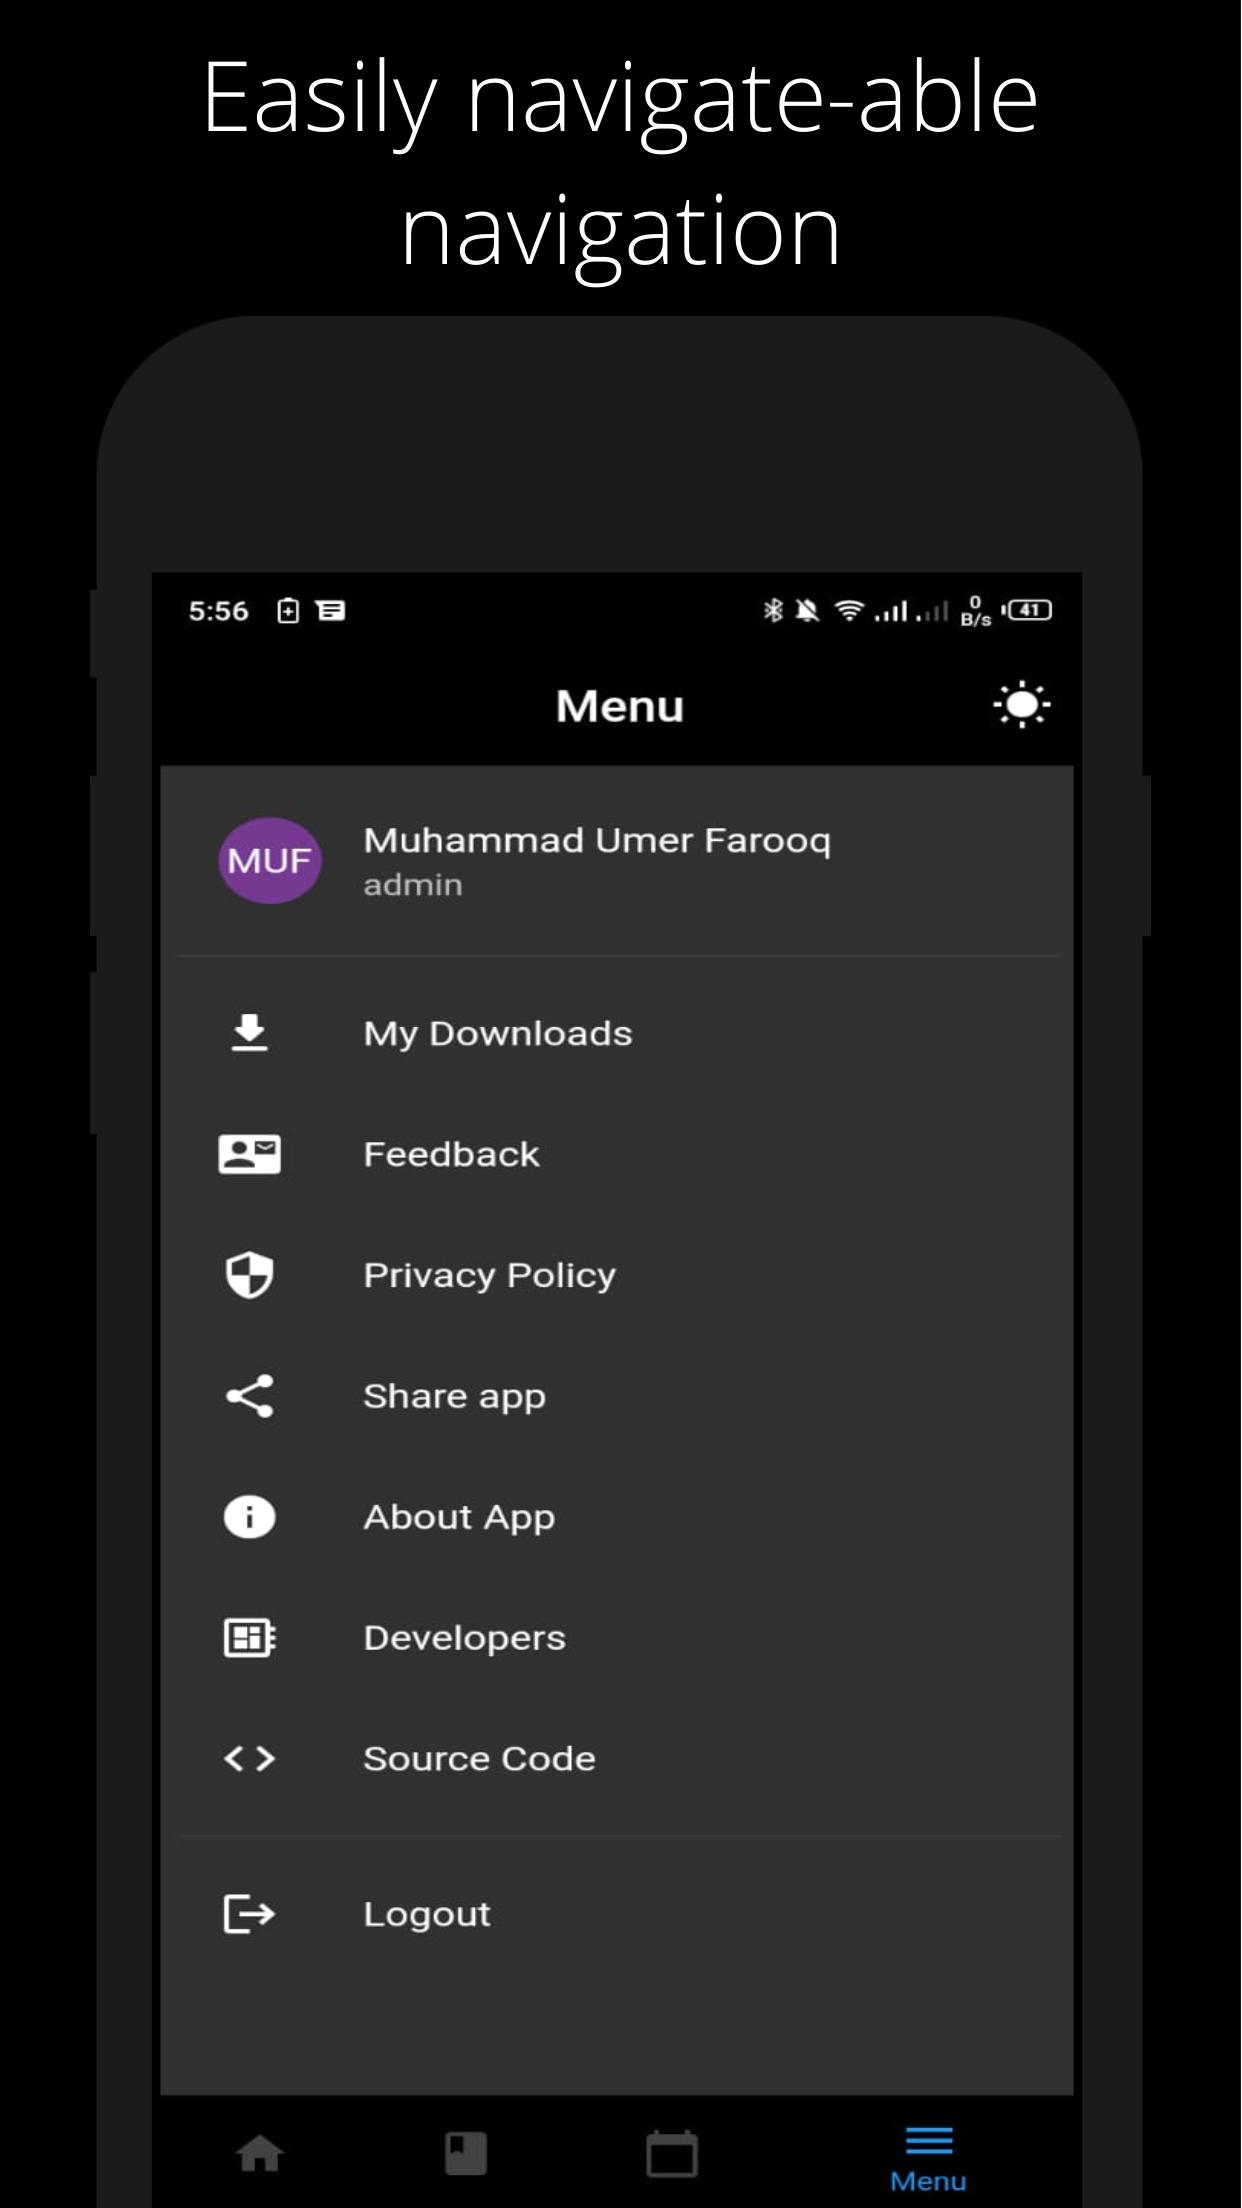 Easily navigate-able
navigation
5:56
0
B/s
41
Menu
MUF
Muhammad Umer Farooq
admin
My Downloads
Feedback
Privacy Policy
Share app
About App
Developers
Source Code
Logout
Menu